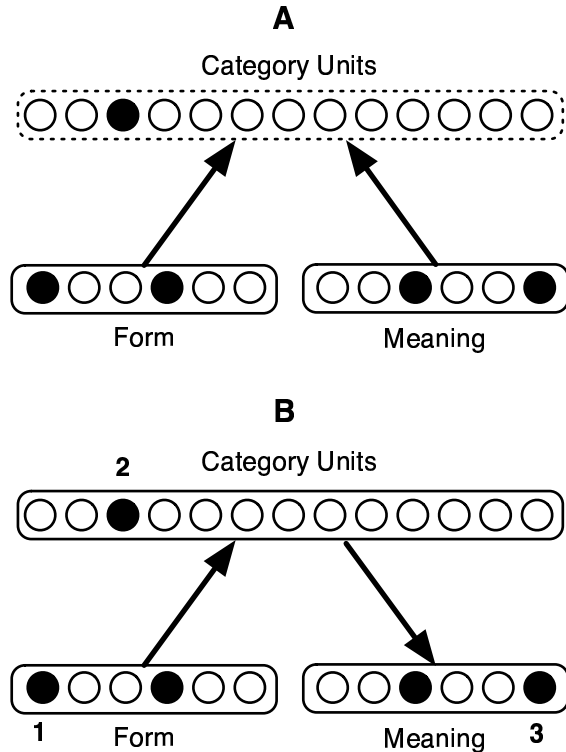 A
Category Units
Form Meaning
B
2 Category Units
1 Form Meaning 3